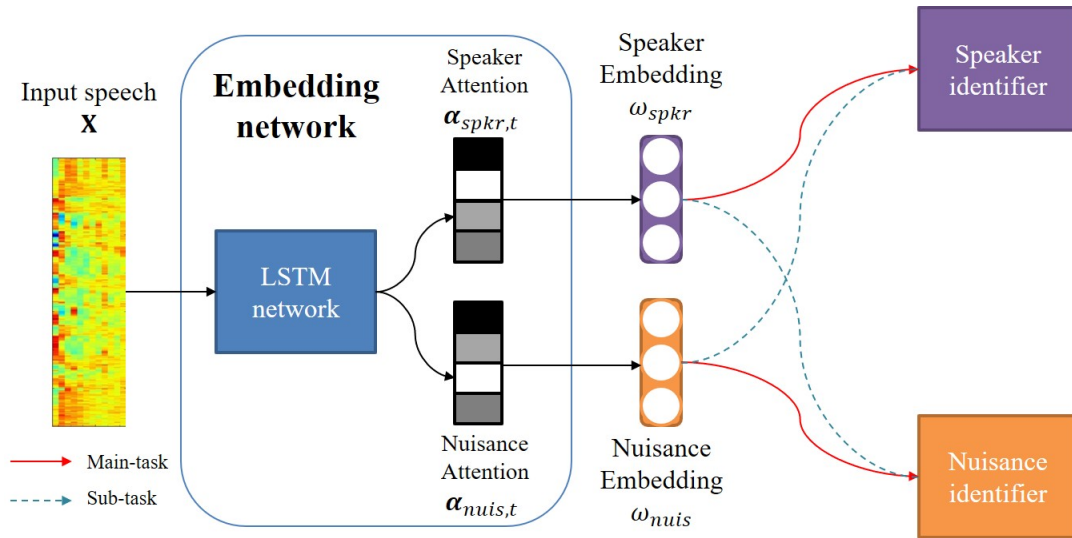 Input speech
X
Embedding
network
Speaker
Attention
α_{spkr,t}
LSTM
network
Nuisance
Attention
α_{nuis,t}
Speaker
Embedding
ω_{spkr}
Nuisance
Embedding
ω_{nuis}
Speaker
identifier
Nuisance
identifier
Main-task
Sub-task